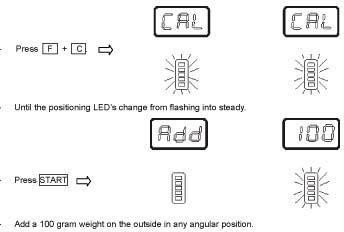 CAL CAL
- Press F + C
- Until the positioning LED's change from flashing into steady.
Add 100
- Press START
- Add a 100 gram weight on the outside in any angular position.